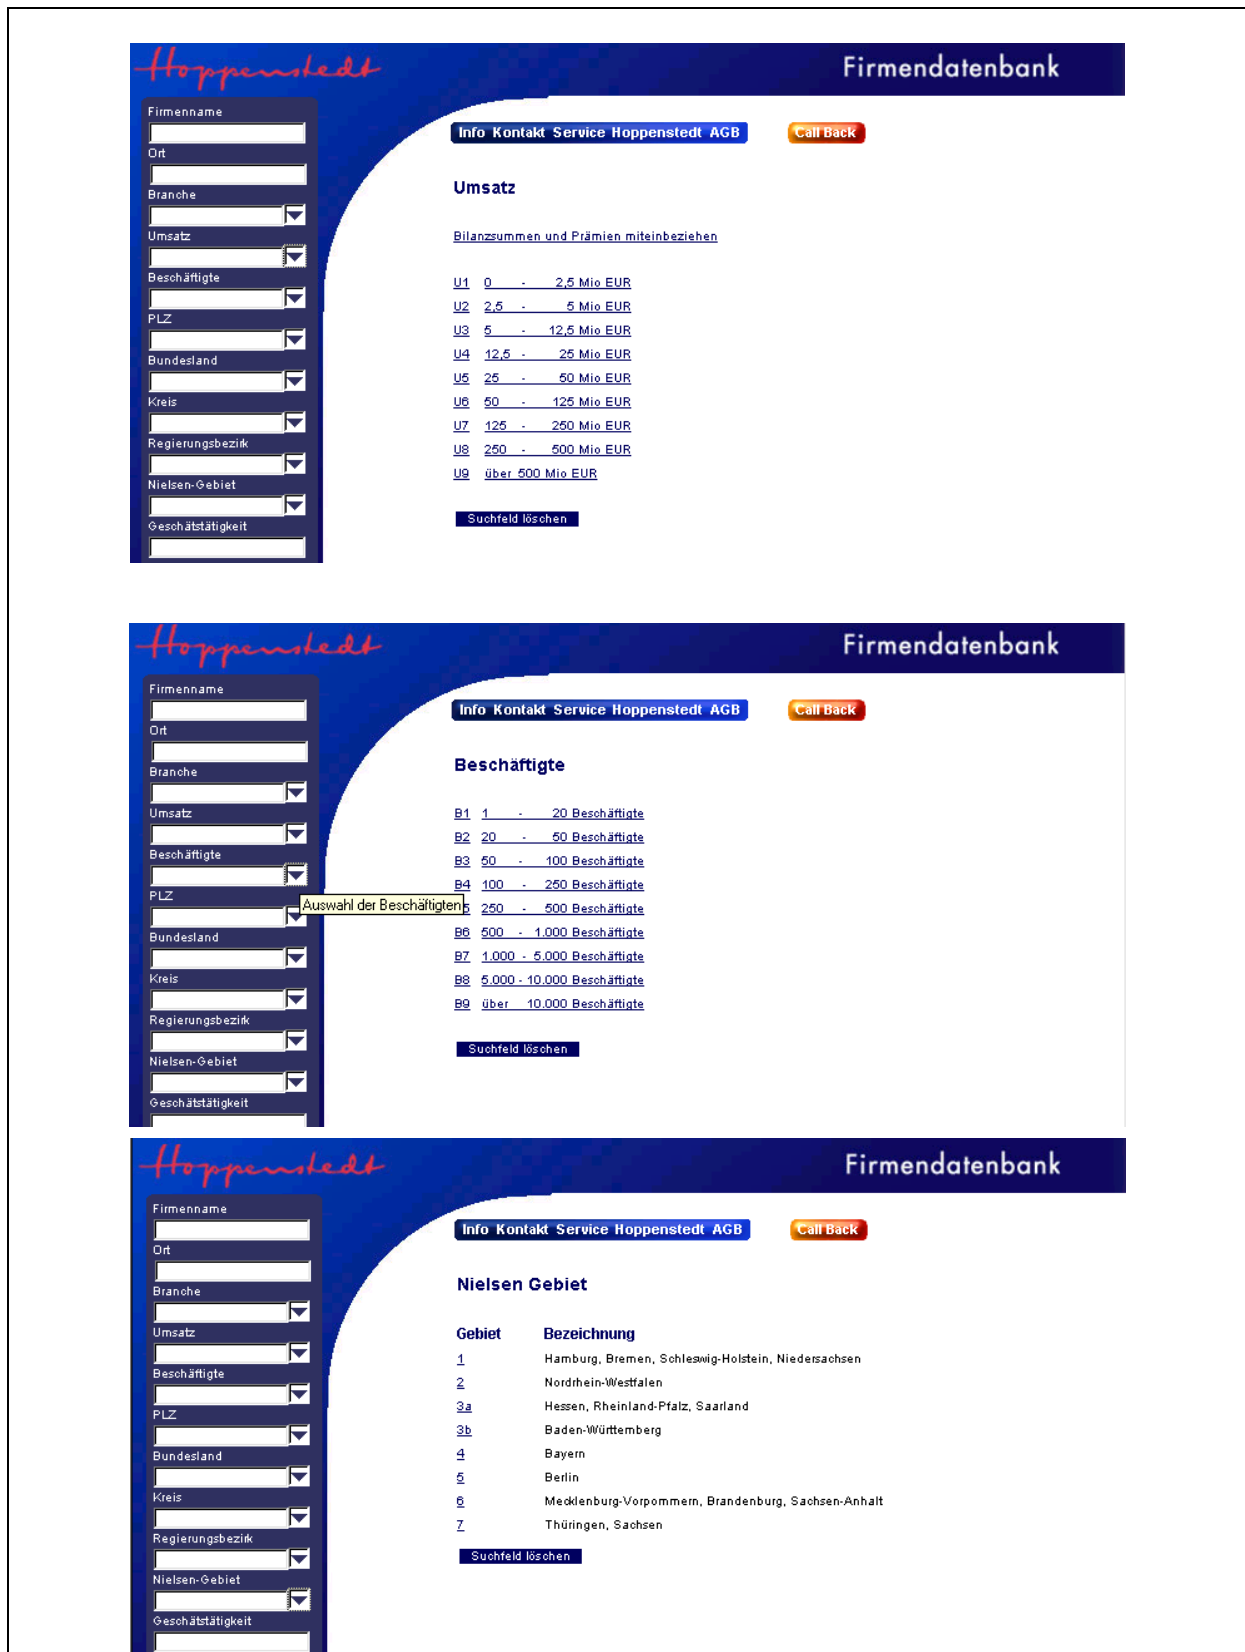 Hoppenstedt
Firmendatenbank
Firmenname
Ort
Branche
Umsatz
Beschäftigte
PLZ
Bundesland
Kreis
Regierungsbezirk
Nielsen-Gebiet
Geschätstätigkeit
Info Kontakt Service Hoppenstedt AGB
Call Back
Umsatz
Bilanzsummen und Prämien miteinbeziehen
U1 0 - 2,5 Mio EUR
U2 2,5 - 5 Mio EUR
U3 5 - 12,5 Mio EUR
U4 12,5 - 25 Mio EUR
U5 25 - 50 Mio EUR
U6 50 - 125 Mio EUR
U7 125 - 250 Mio EUR
U8 250 - 500 Mio EUR
U9 über 500 Mio EUR
Suchfeld löschen
Hoppenstedt
Firmendatenbank
Firmenname
Ort
Branche
Umsatz
Beschäftigte
PLZ
Bundesland
Kreis
Regierungsbezirk
Nielsen-Gebiet
Geschätstätigkeit
Info Kontakt Service Hoppenstedt AGB
Call Back
Beschäftigte
B1 1 - 20 Beschäftigte
B2 20 - 50 Beschäftigte
B3 50 - 100 Beschäftigte
B4 100 - 250 Beschäftigte
Auswahl der Beschäftigten
5 250 - 500 Beschäftigte
B6 500 - 1.000 Beschäftigte
B7 1.000 - 5.000 Beschäftigte
B8 5.000 - 10.000 Beschäftigte
B9 über 10.000 Beschäftigte
Suchfeld löschen
Hoppenstedt
Firmendatenbank
Firmenname
Ort
Branche
Umsatz
Beschäftigte
PLZ
Bundesland
Kreis
Regierungsbezirk
Nielsen-Gebiet
Geschätstätigkeit
Info Kontakt Service Hoppenstedt AGB
Call Back
Nielsen Gebiet
Gebiet Bezeichnung
1 Hamburg, Bremen, Schleswig-Holstein, Niedersachsen
2 Nordrhein-Westfalen
3a Hessen, Rheinland-Pfalz, Saarland
3b Baden-Württemberg
4 Bayern
5 Berlin
6 Mecklenburg-Vorpommern, Brandenburg, Sachsen-Anhalt
7 Thüringen, Sachsen
Suchfeld löschen